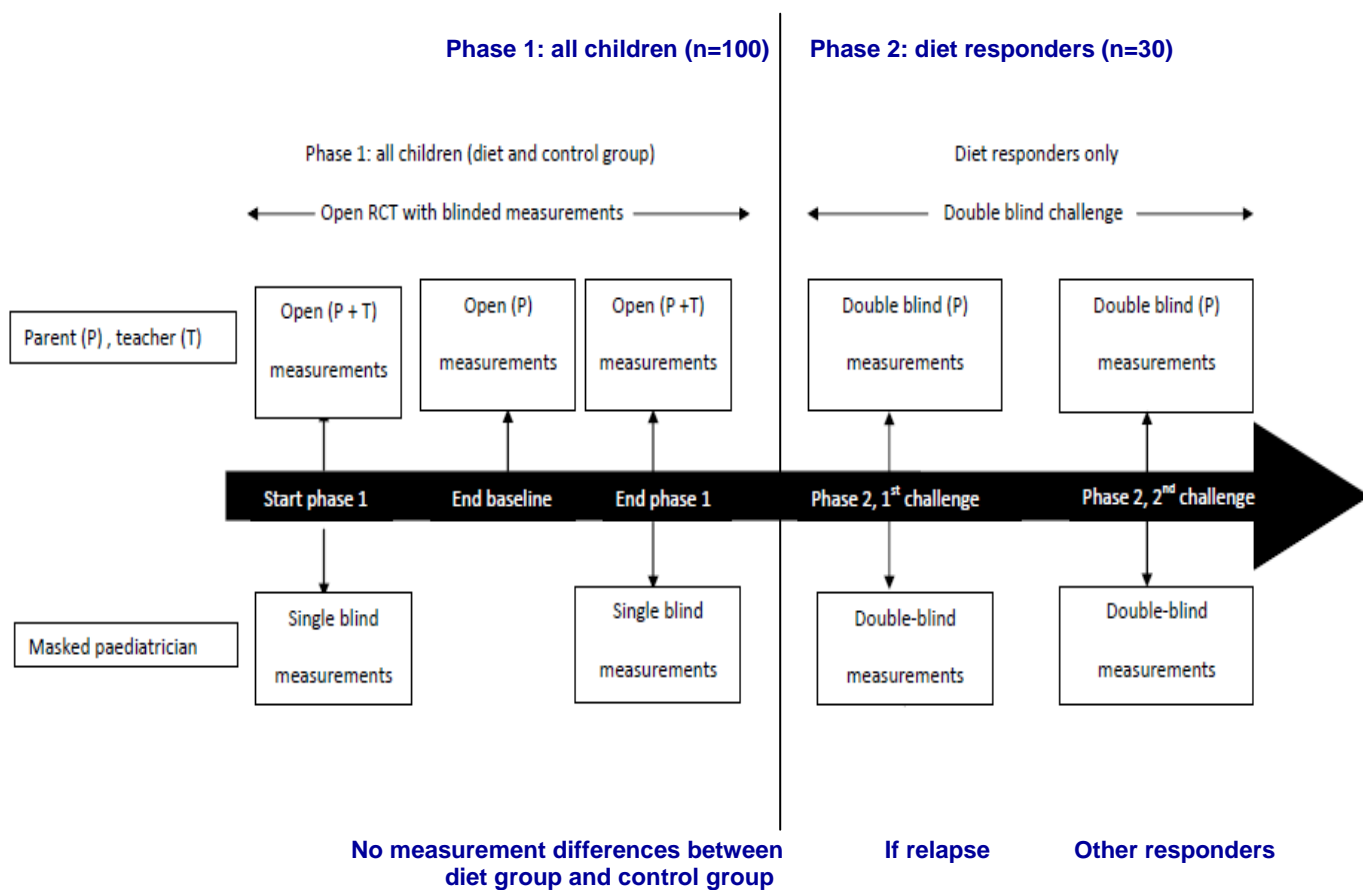 Phase 1: all children (n=100)
Phase 2: diet responders (n=30)
Phase 1: all children (diet and control group)
Diet responders only
Open RCT with blinded measurements
Double blind challenge
Parent (P) , teacher (T)
Open (P + T)
measurements
Open (P)
measurements
Open (P +T)
measurements
Double blind (P)
measurements
Double blind (P)
measurements
Start phase 1
End baseline
End phase 1
Phase 2, 1st challenge
Phase 2, 2nd challenge
Masked paediatrician
Single blind
measurements
Single blind
measurements
Double-blind
measurements
Double-blind
measurements
No measurement differences between
diet group and control group
If relapse
Other responders